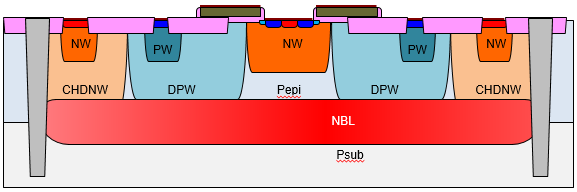 NW PW NW PW NW
CHDNW DPW Pepi DPW CHDNW
NBL
Psub